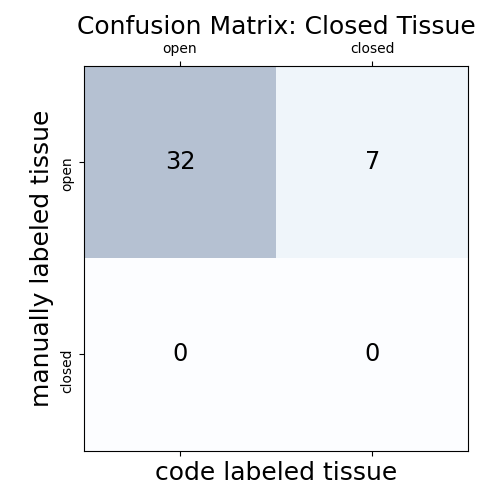 Confusion Matrix: Closed Tissue
open closed
manually labeled tissue
open
32 7
closed
0 0
code labeled tissue